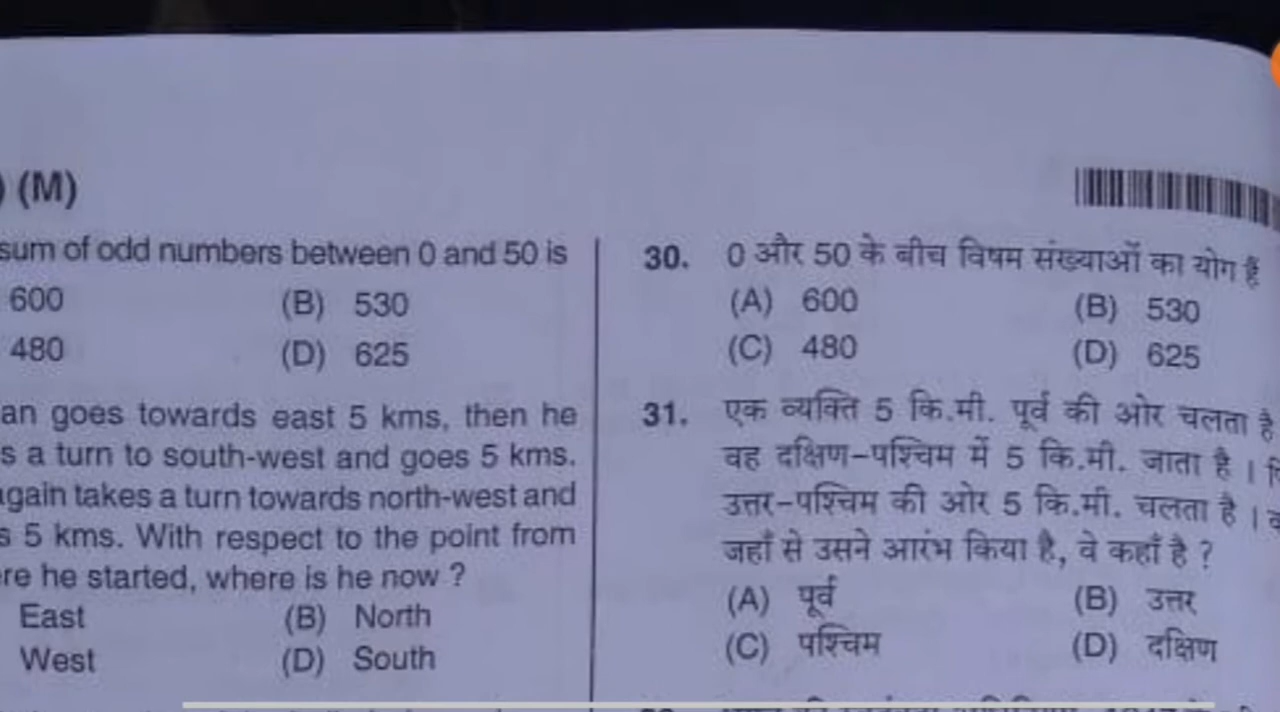 (M)
sum of odd numbers between 0 and 50 is
600 (B) 530
480 (D) 625
an goes towards east 5 kms, then he
s a turn to south-west and goes 5 kms.
again takes a turn towards north-west and
s 5 kms. With respect to the point from
re he started, where is he now ?
East (B) North
West (D) South
30. 0 और 50 के बीच विषम संख्याओं का योग है
(A) 600 (B) 530
(C) 480 (D) 625
31. एक व्यक्ति 5 कि.मी. पूर्व की ओर चलता है
वह दक्षिण-पश्चिम में 5 कि.मी. जाता है ।
उत्तर-पश्चिम की ओर 5 कि.मी. चलता है ।
जहाँ से उसने आरंभ किया है, वे कहाँ है ?
(A) पूर्व (B) उत्तर
(C) पश्चिम (D) दक्षिण